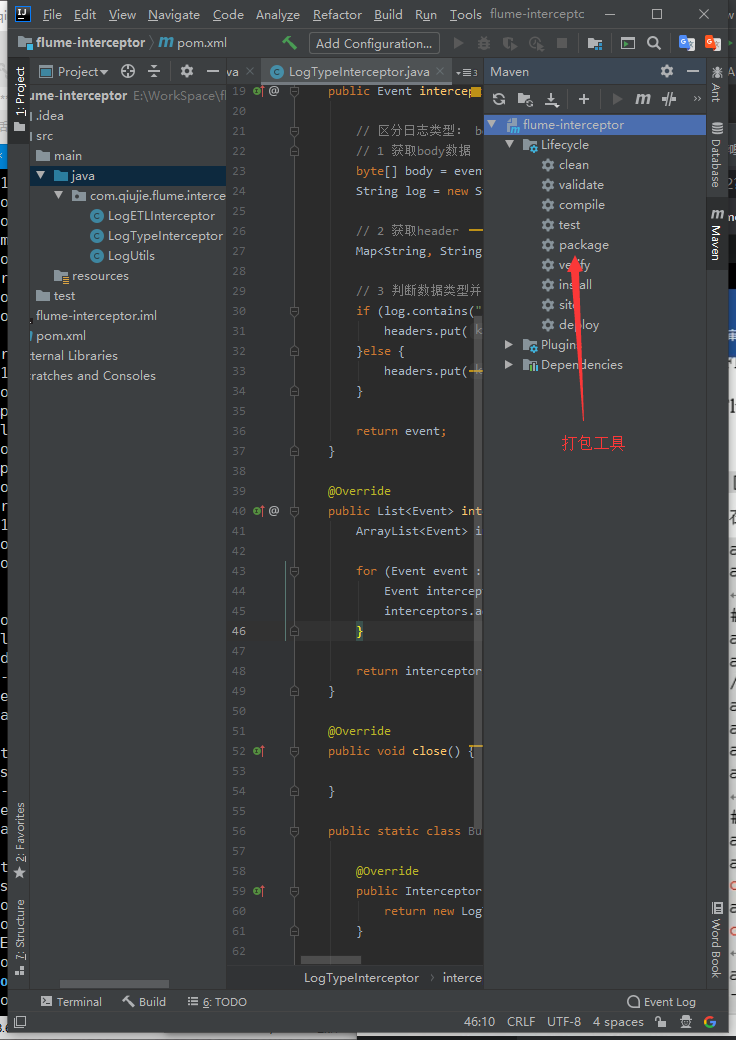 File Edit View Navigate Code Analyze Refactor Build Run Tools flume-interceptc
flume-interceptor pom.xml Add Configuration...
1: Project
Project
va
LogTypeInterceptor.java
3
Maven
ume-interceptor E:\WorkSpace\fl
.idea
src
main
java
com.qiujie.flume.interce
LogETLInterceptor
LogTypeInterceptor
LogUtils
resources
test
flume-interceptor.iml
pom.xml
ternal Libraries
ratches and Consoles
19 @ public Event intercep
20
21 // 区分日志类型： bo
22 // 1 获取body数据
23 byte[] body = event
24 String log = new St
25
26 // 2 获取header
27 Map<String, String
28
29 // 3 判断数据类型并
30 if (log.contains("
31 headers.put( k
32 }else {
33 headers.put( k
34 }
35
36 return event;
37 }
38
39 @Override
40 @ public List<Event> int
41 ArrayList<Event> i
42
43 for (Event event :
44 Event intercep
45 interceptors.a
46 }
47
48 return interceptor
49 }
50
51 @Override
52 public void close() {
53
54 }
55
56 public static class Bu
57
58 @Override
59 public Interceptor
60 return new Log
61 }
62
LogTypeInterceptor › interce
flume-interceptor
Lifecycle
clean
validate
compile
test
package
verify
install
site
deploy
Plugins
Dependencies
打包工具
Ant
Database
Maven
Word Book
2: Favorites
7: Structure
Terminal Build 6: TODO Event Log
46:10 CRLF UTF-8 4 spaces